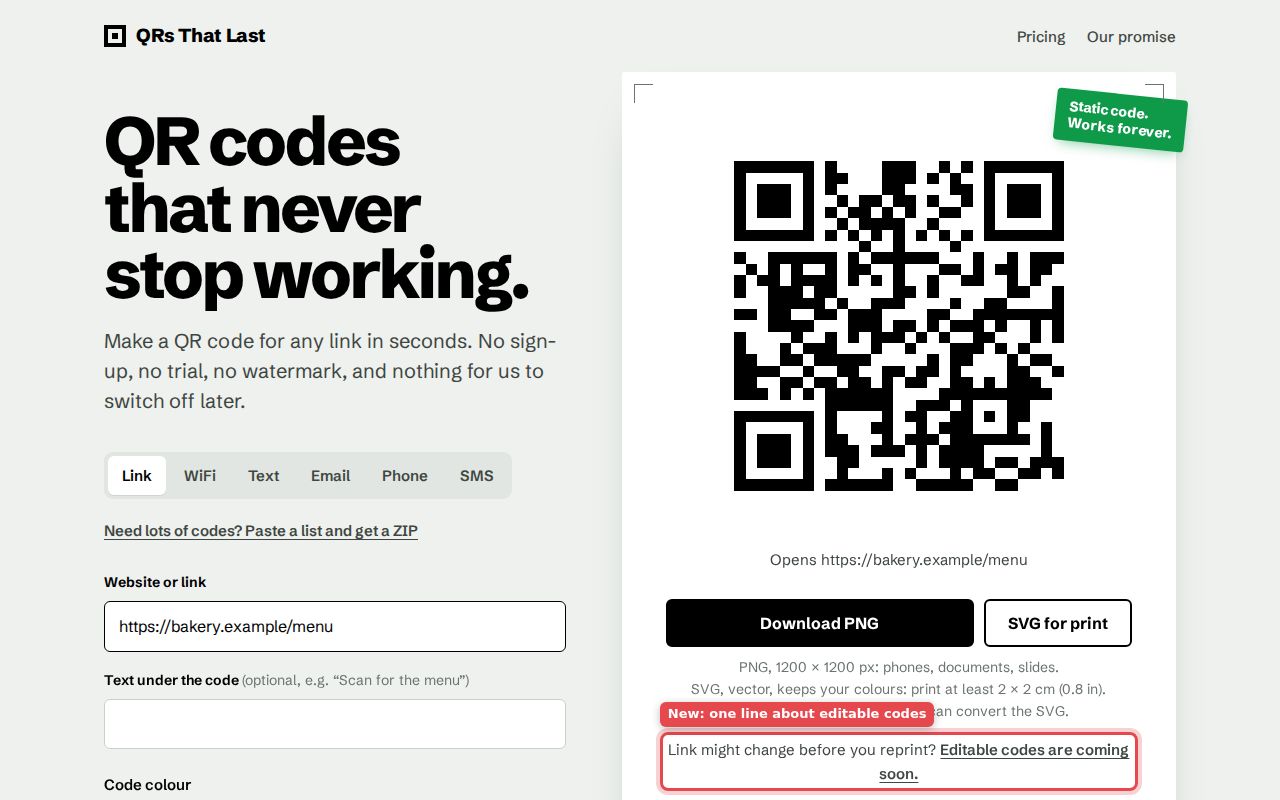 QRs That Last
Pricing
Our promise
QR codes
that never
stop working.
Make a QR code for any link in seconds. No sign-
up, no trial, no watermark, and nothing for us to
switch off later.
Link
WiFi
Text
Email
Phone
SMS
Need lots of codes? Paste a list and get a ZIP
Website or link
https://bakery.example/menu
Text under the code (optional, e.g. “Scan for the menu”)
Code colour
Static code.
Works forever.
Opens https://bakery.example/menu
Download PNG
SVG for print
PNG, 1200 × 1200 px: phones, documents, slides.
SVG, vector, keeps your colours: print at least 2 × 2 cm (0.8 in).
can convert the SVG.
New: one line about editable codes
Link might change before you reprint? Editable codes are coming
soon.